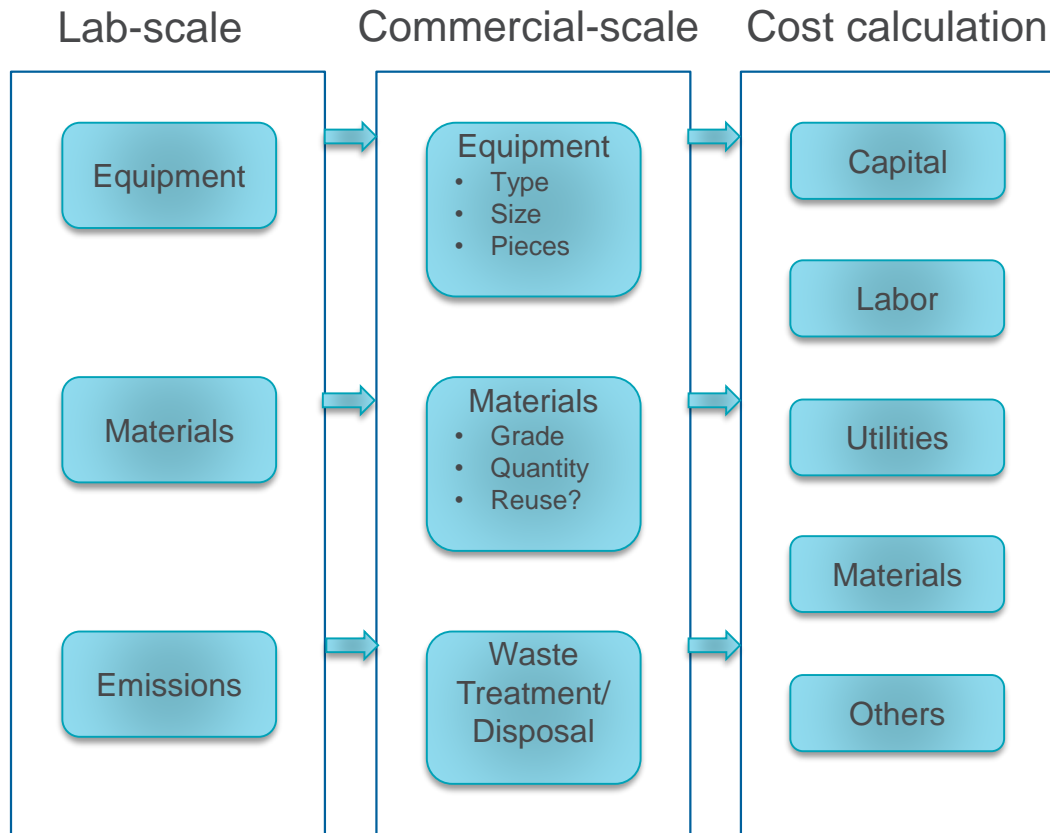 Lab-scale
Commercial-scale
Cost calculation
Equipment
Materials
Emissions
Equipment
• Type
• Size
• Pieces
Materials
• Grade
• Quantity
• Reuse?
Waste
Treatment/
Disposal
Capital
Labor
Utilities
Materials
Others